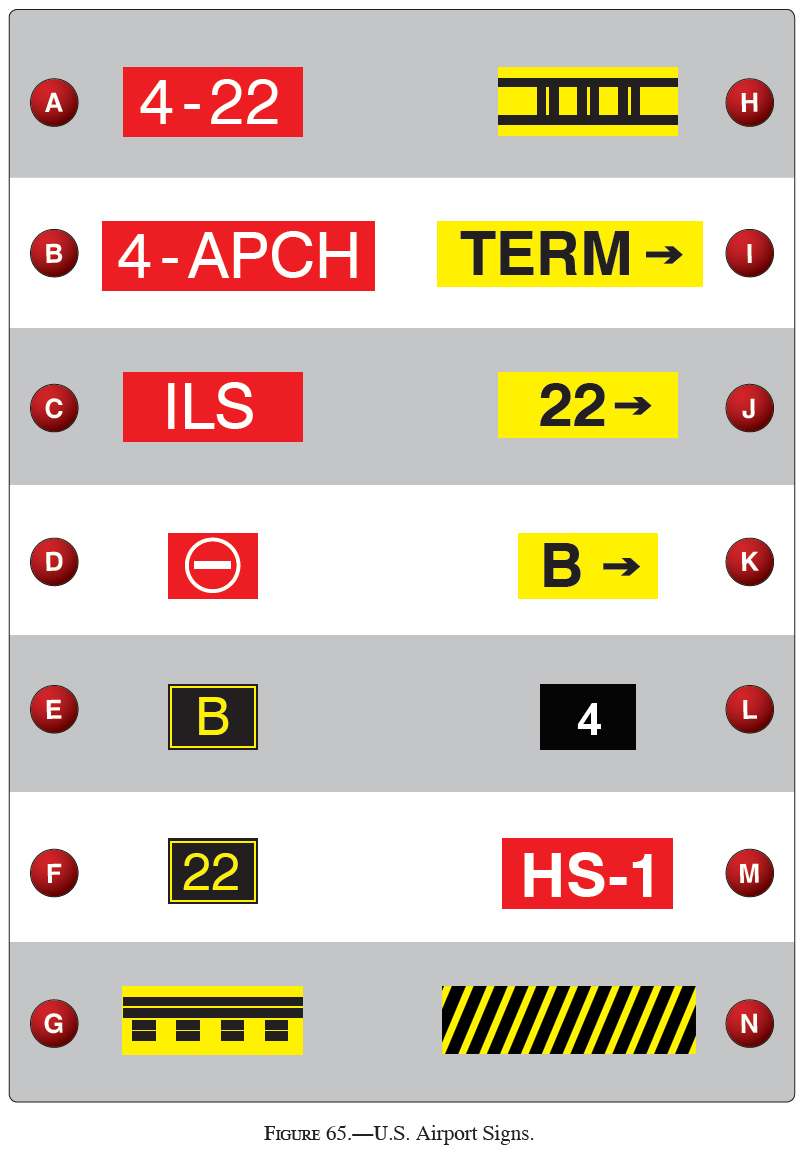 A 4-22 H
B 4-APCH TERM → I
C ILS 22→ J
D K B →
E B L 4
F 22 HS-1 M
G N
FIGURE 65.—U.S. Airport Signs.